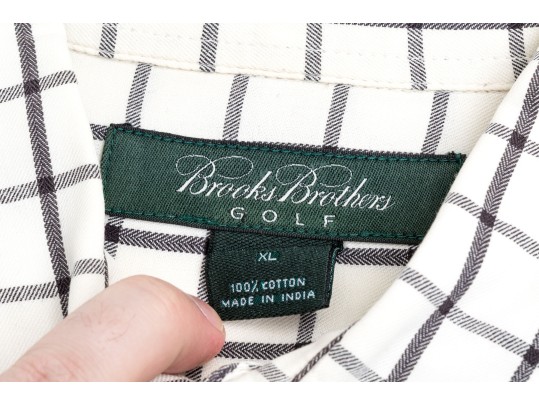 Brooks Brothers
GOLF
XL
100% COTTON
MADE IN INDIA